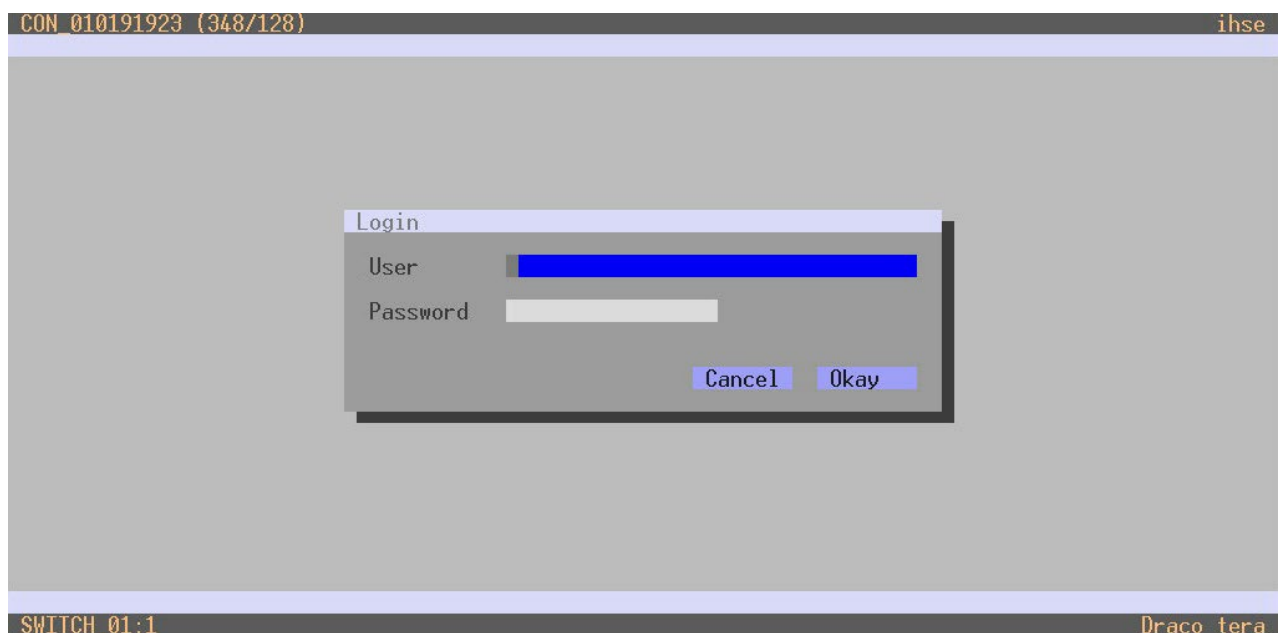 CON_010191923 (348/128) ihse
Login
User
Password
Cancel Okay
SWITCH 01:1 Draco tera